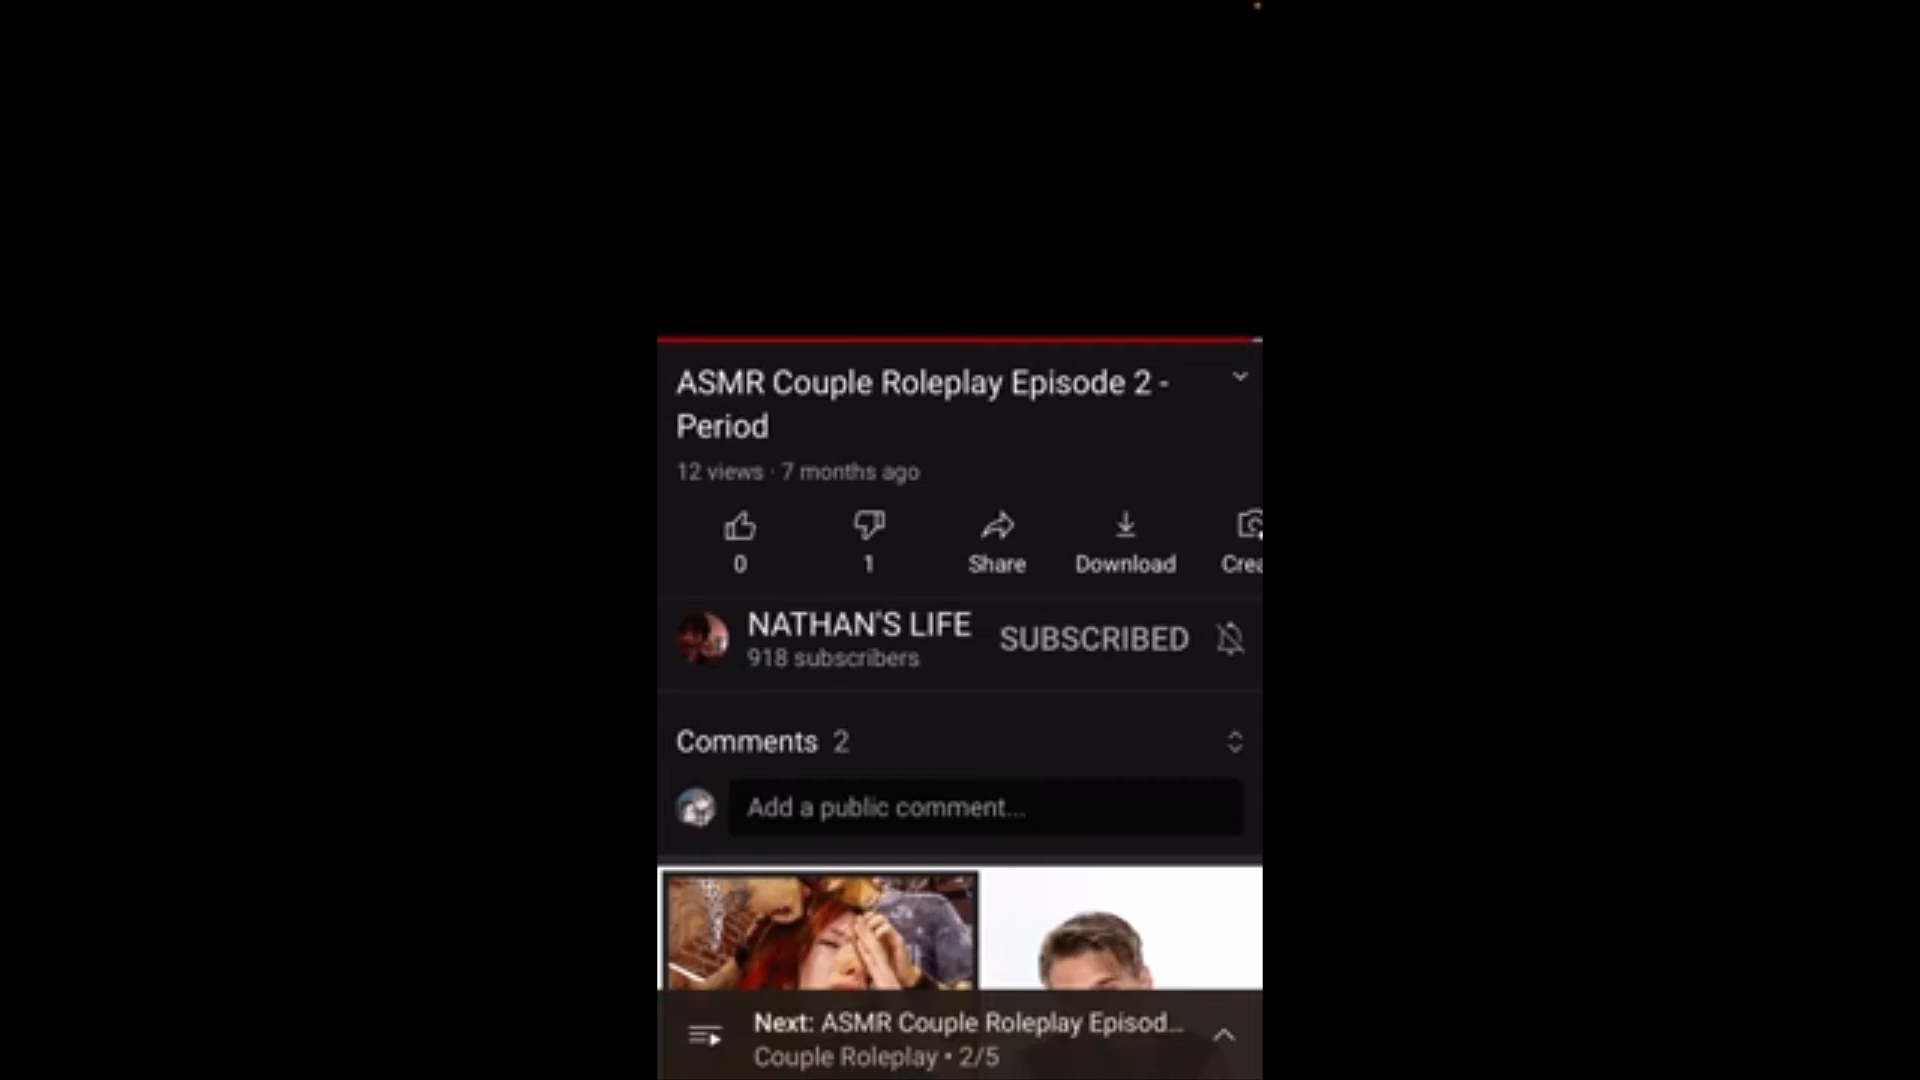 ASMR Couple Roleplay Episode 2 -
Period
12 views · 7 months ago
0
1
Share
Download
Crea
NATHAN'S LIFE
918 subscribers
SUBSCRIBED
Comments 2
Add a public comment...
Next: ASMR Couple Roleplay Episod...
Couple Roleplay • 2/5